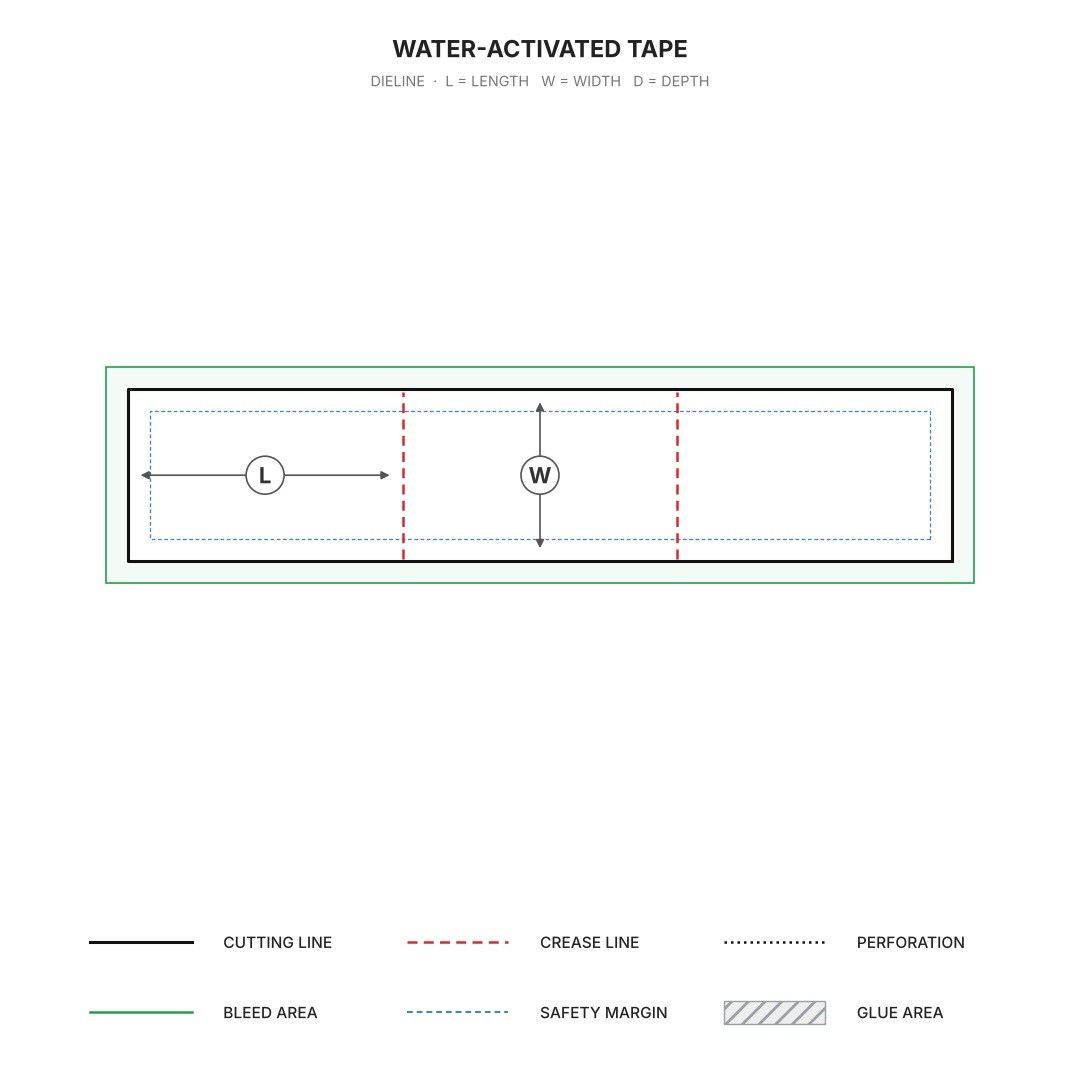 WATER-ACTIVATED TAPE
DIELINE · L = LENGTH W = WIDTH D = DEPTH
L
W
CUTTING LINE
CREASE LINE
PERFORATION
BLEED AREA
SAFETY MARGIN
GLUE AREA